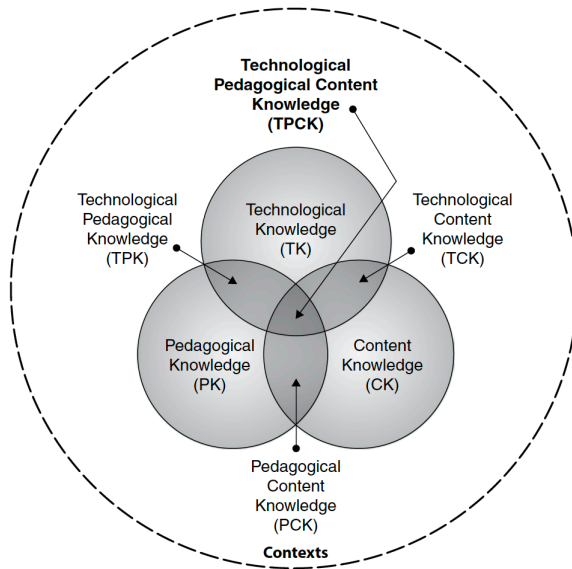 Technological
Pedagogical Content
Knowledge
(TPCK)
Technological
Pedagogical
Knowledge
(TPK)
Technological
Knowledge
(TK)
Technological
Content
Knowledge
(TCK)
Pedagogical
Knowledge
(PK)
Content
Knowledge
(CK)
Pedagogical
Content
Knowledge
(PCK)
Contexts